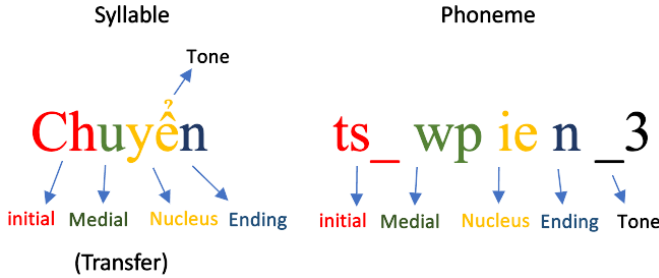 Syllable
Tone
Chuyển
initial Medial Nucleus Ending
(Transfer)
Phoneme
ts_ wp ie n _3
initial Medial Nucleus Ending Tone